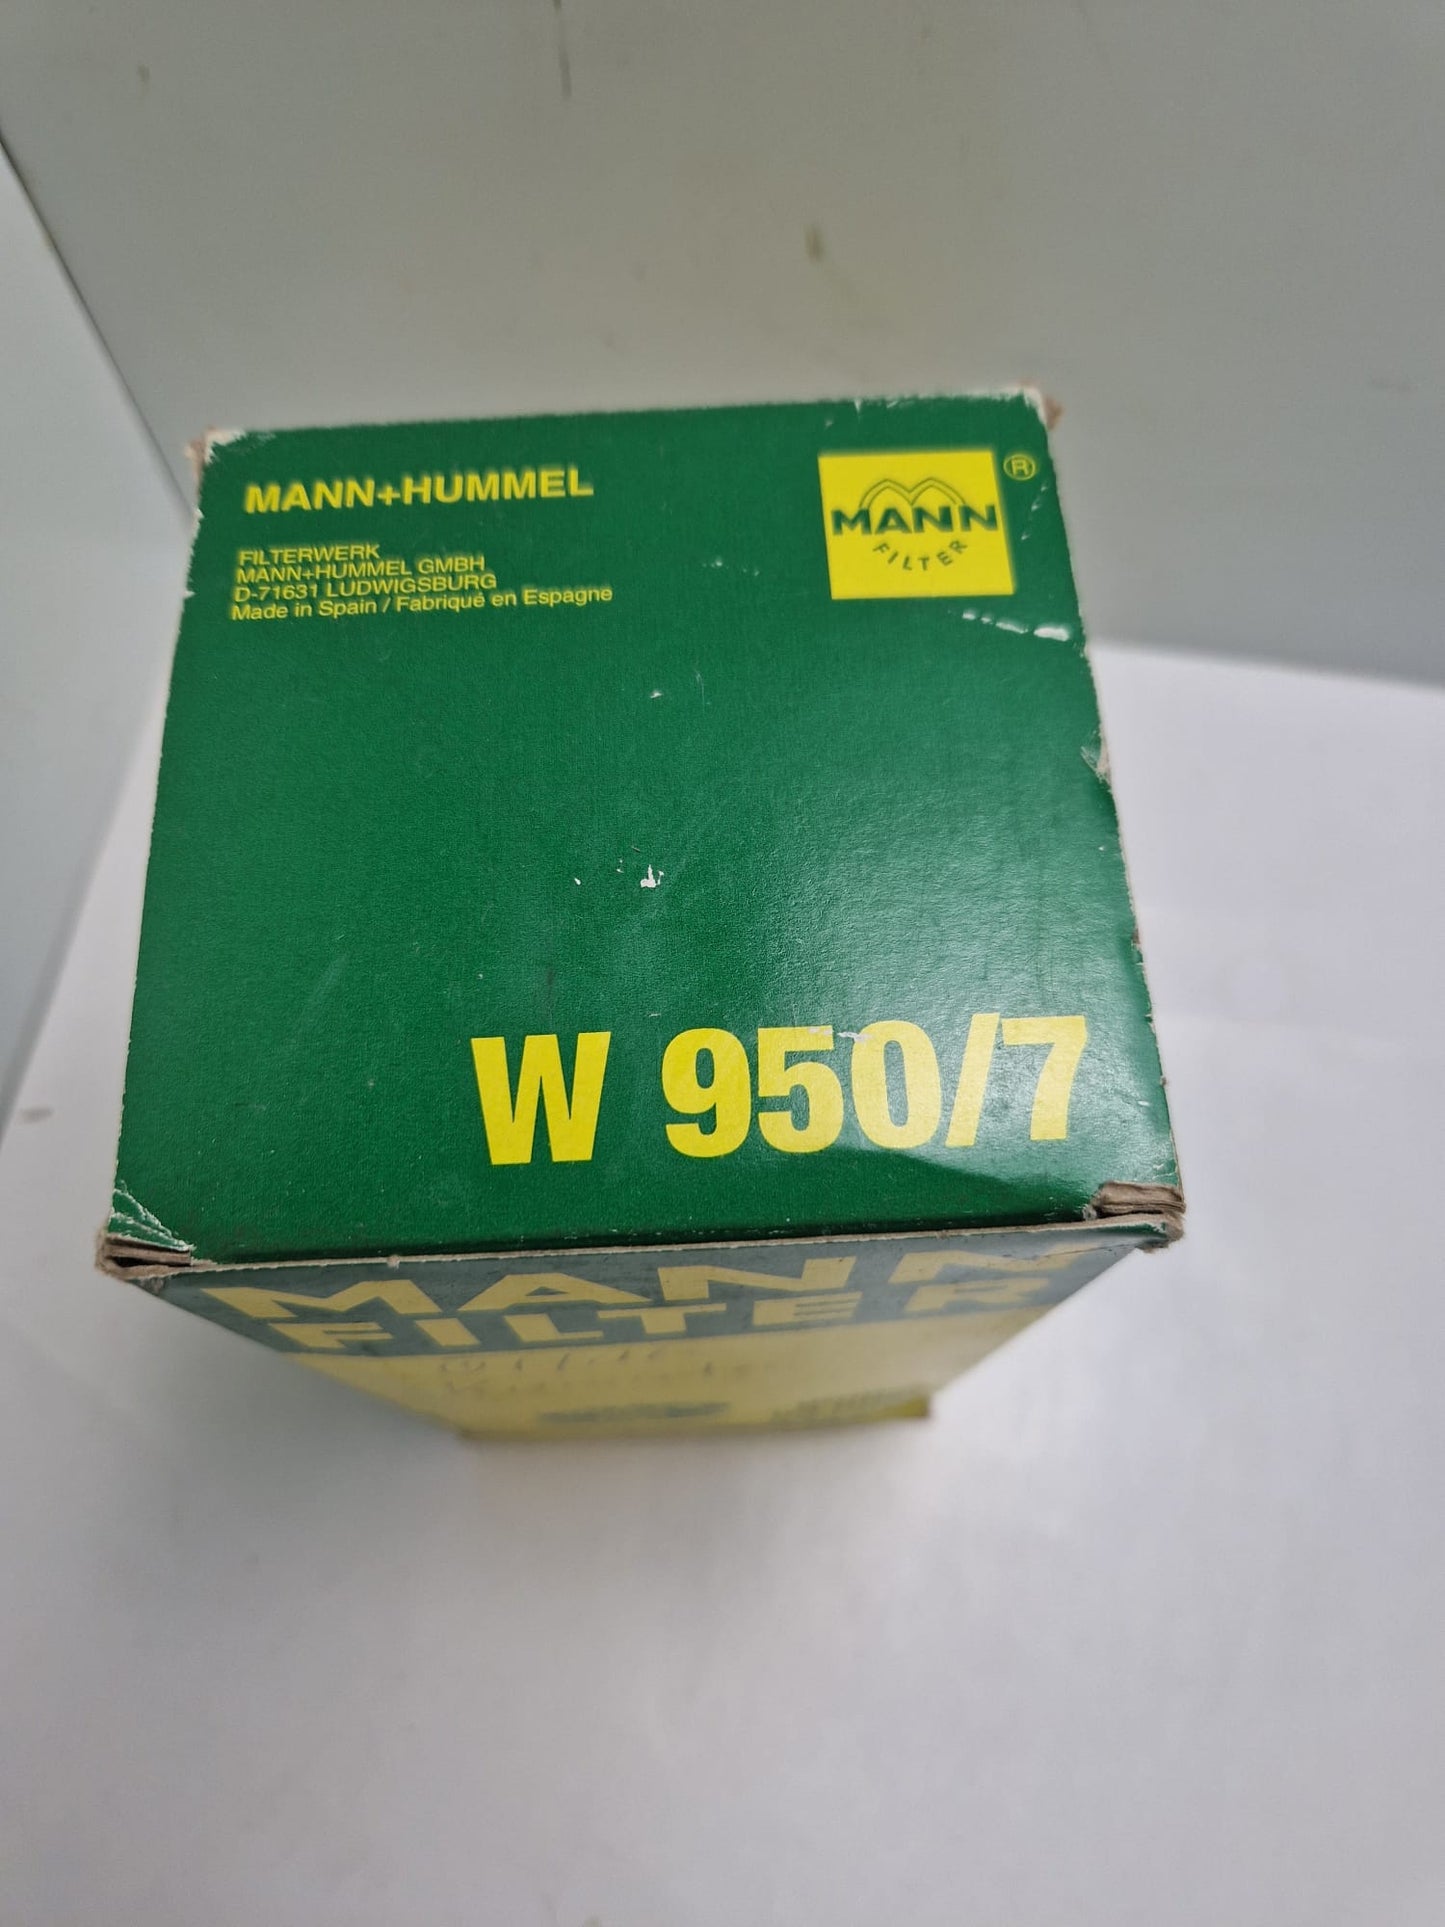 MANN+HUMMEL
FILTERWERK
MANN+HUMMEL GMBH
D-71631 LUDWIGSBURG
Made in Spain / Fabriqué en Espagne
MANN
FILTER
®
W 950/7
MANN
FILTER